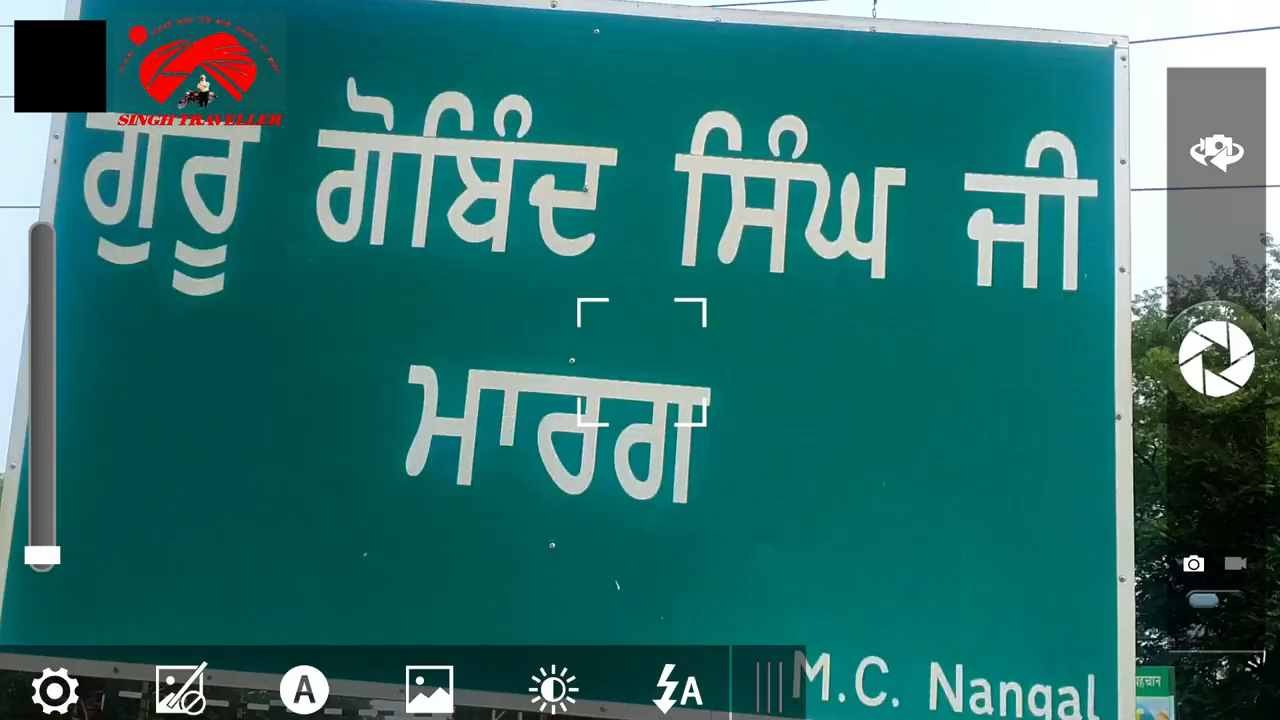 SINGH TRAVELLER
ਗੁਰੂ ਗੋਬਿੰਦ ਸਿੰਘ ਜੀ
ਮਾਰਗ
A
A
M.C. Nangal